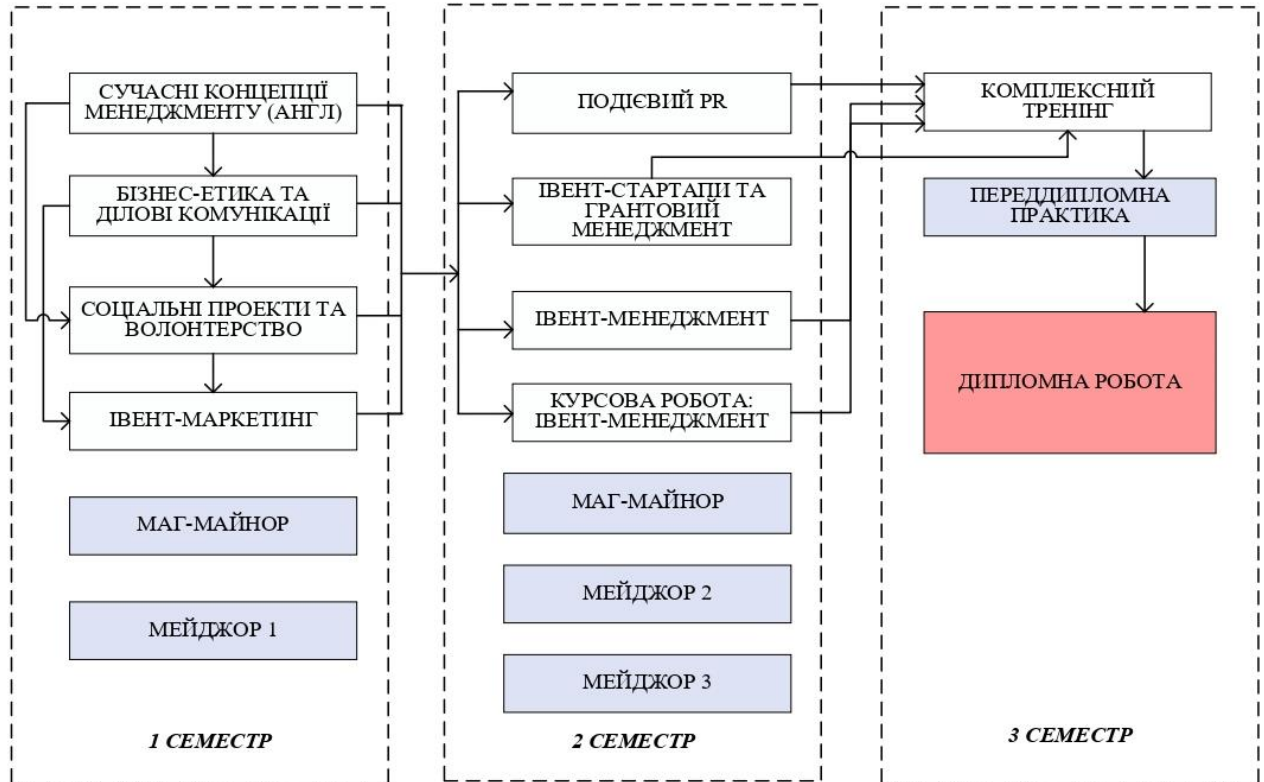 СУЧАСНІ КОНЦЕПЦІЇ
МЕНЕДЖМЕНТУ (АНГЛ)
БІЗНЕС-ЕТИКА ТА
ДІЛОВІ КОМУНІКАЦІЇ
СОЦІАЛЬНІ ПРОЕКТИ ТА
ВОЛОНТЕРСТВО
ІВЕНТ-МАРКЕТИНГ
МАГ-МАЙНОР
МЕЙДЖОР 1
1 СЕМЕСТР
ПОДІЄВИЙ PR
ІВЕНТ-СТАРТАПИ ТА
ГРАНТОВИЙ
МЕНЕДЖМЕНТ
ІВЕНТ-МЕНЕДЖМЕНТ
КУРСОВА РОБОТА:
ІВЕНТ-МЕНЕДЖМЕНТ
МАГ-МАЙНОР
МЕЙДЖОР 2
МЕЙДЖОР 3
2 СЕМЕСТР
КОМПЛЕКСНИЙ
ТРЕНІНГ
ПЕРЕДДИПЛОМНА
ПРАКТИКА
ДИПЛОМНА РОБОТА
3 СЕМЕСТР